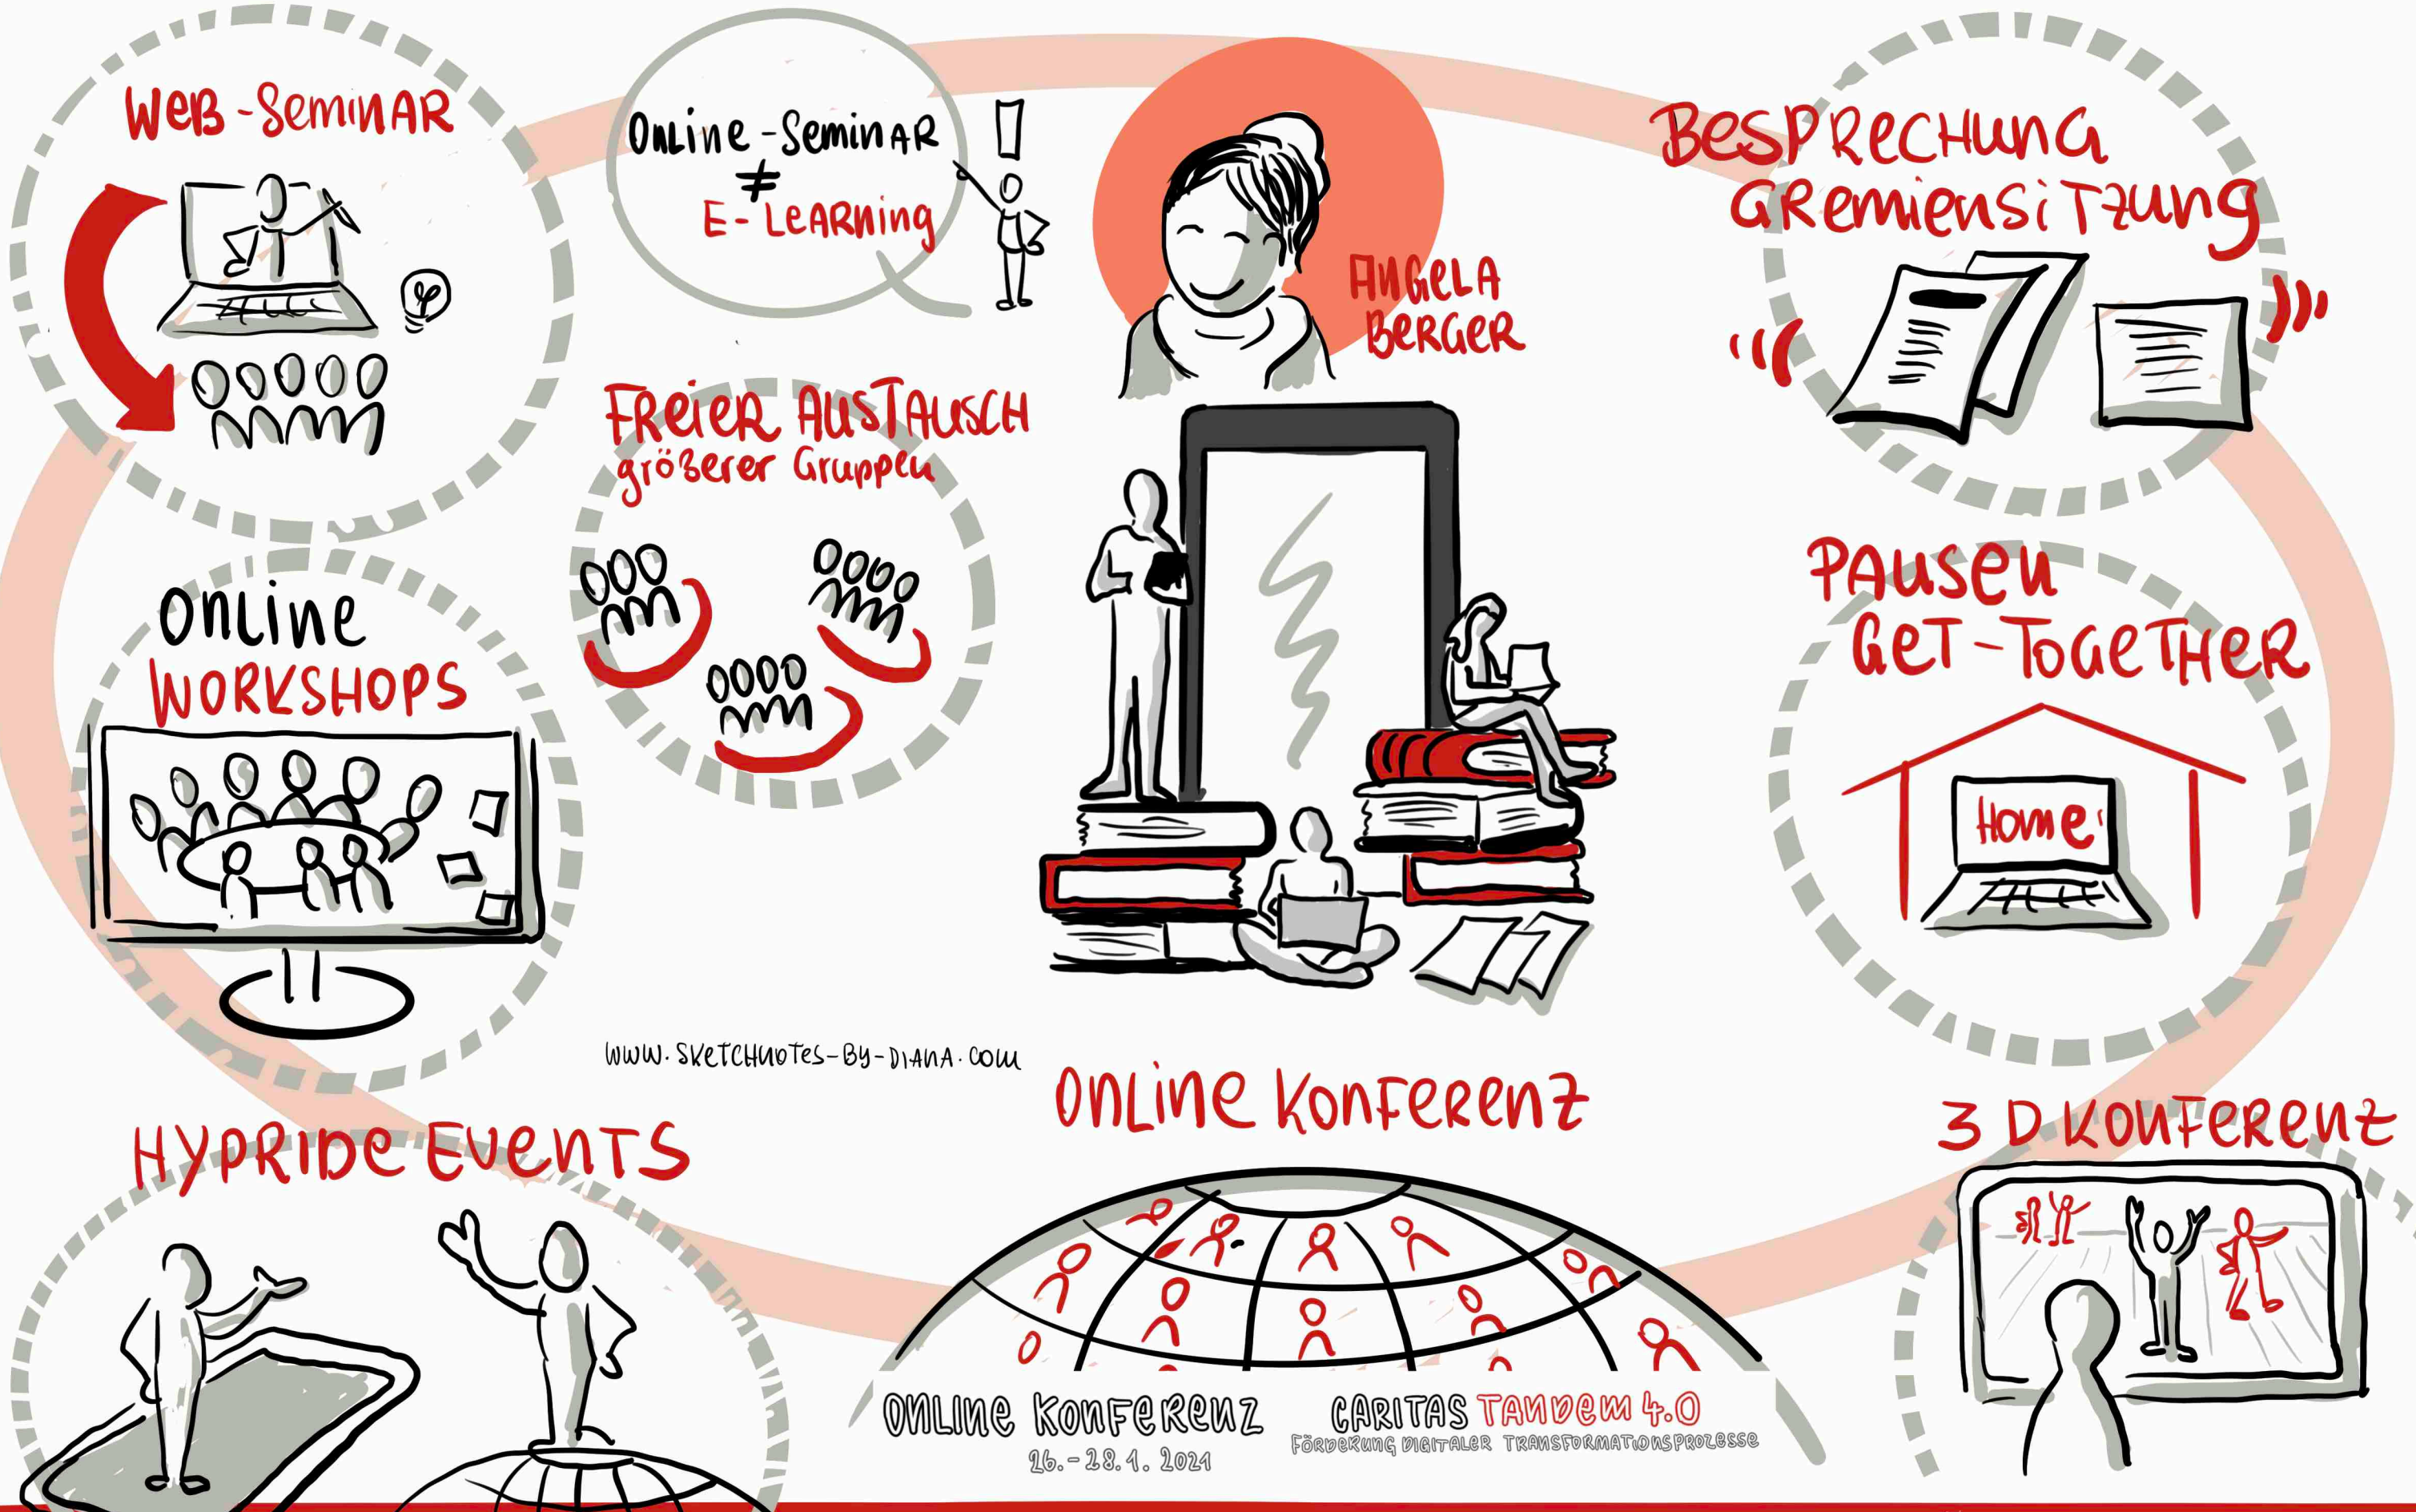 WEB-SEMINAR
ONLINE-SEMINAR
≠
E-LEARNING
!
ANGELA
BERGER
BESPRECHUNG
GREMIENSITZUNG
FREIER AUSTAUSCH
größerer Gruppen
ONLINE
WORKSHOPS
PAUSEN
GET-TOGETHER
HOME
WWW.SKETCHNOTES-BY-DIANA.COM
HYPRIDE EVENTS
ONLINE KONFERENZ
3D KONFERENZ
ONLINE KONFERENZ
26.-28.1.2021
CARITAS TANDEM 4.0
FÖRDERUNG DIGITALER TRANSFORMATIONSPROZESSE